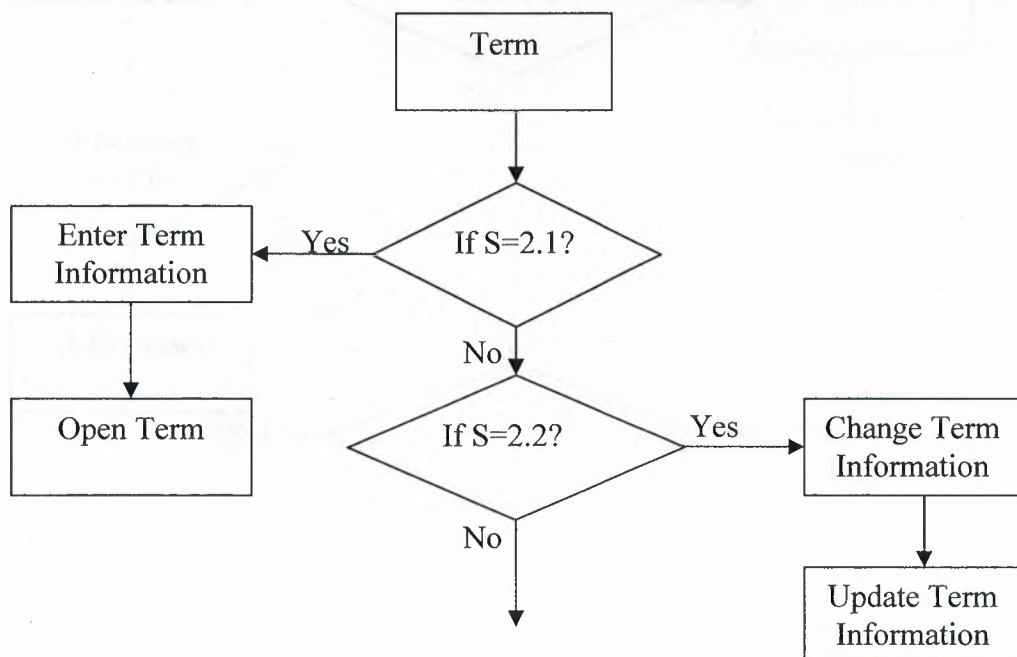 Term
If S=2.1?
Yes
Enter Term
Information
No
Open Term
If S=2.2?
Yes
Change Term
Information
No
Update Term
Information